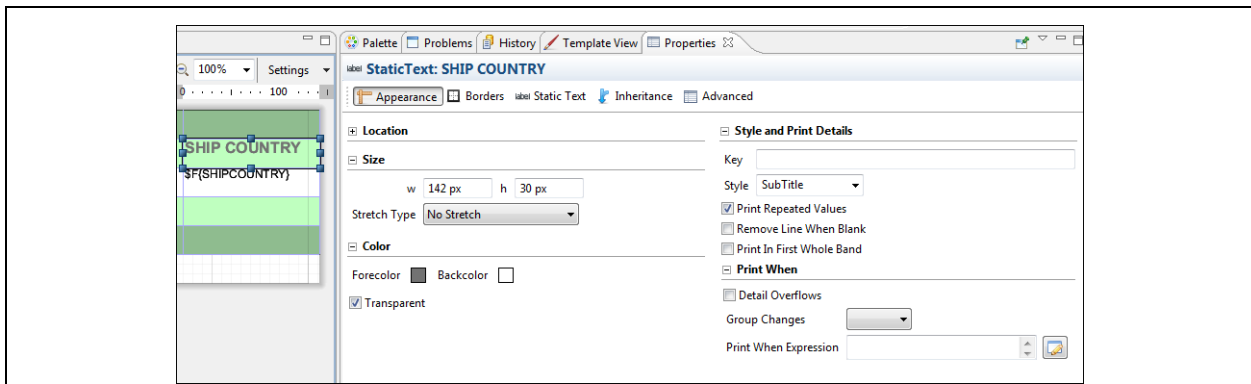 Palette Problems History Template View Properties
100% Settings
label StaticText: SHIP COUNTRY
0 100
Appearance Borders label Static Text Inheritance Advanced
Location
Style and Print Details
SHIP COUNTRY
$F{SHIPCOUNTRY}
Size
Key
w 142 px h 30 px
Style SubTitle
Stretch Type No Stretch
Print Repeated Values
Remove Line When Blank
Color
Print In First Whole Band
Print When
Forecolor Backcolor
Detail Overflows
Transparent
Group Changes
Print When Expression